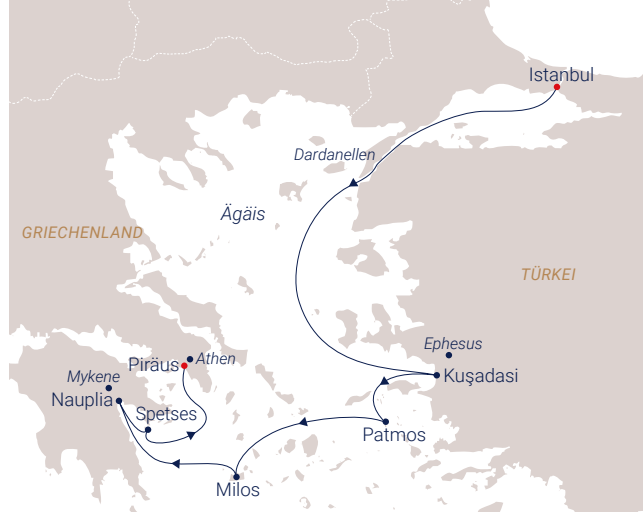 Istanbul
Dardanellen
Ägäis
GRIECHENLAND
TÜRKEI
Ephesus
Athen
Piräus
Kuşadasi
Mykene
Nauplia
Spetses
Patmos
Milos